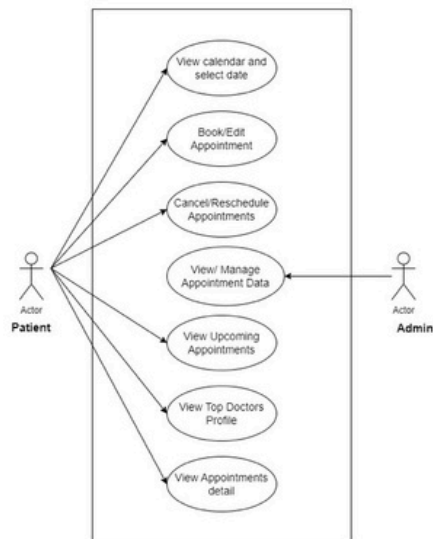 View calendar and
select date
Book/Edit
Appointment
Cancel/Reschedule
Appointments
View/ Manage
Appointment Data
Actor
Patient
Actor
Admin
View Upcoming
Appointments
View Top Doctors
Profile
View Appointments
detail